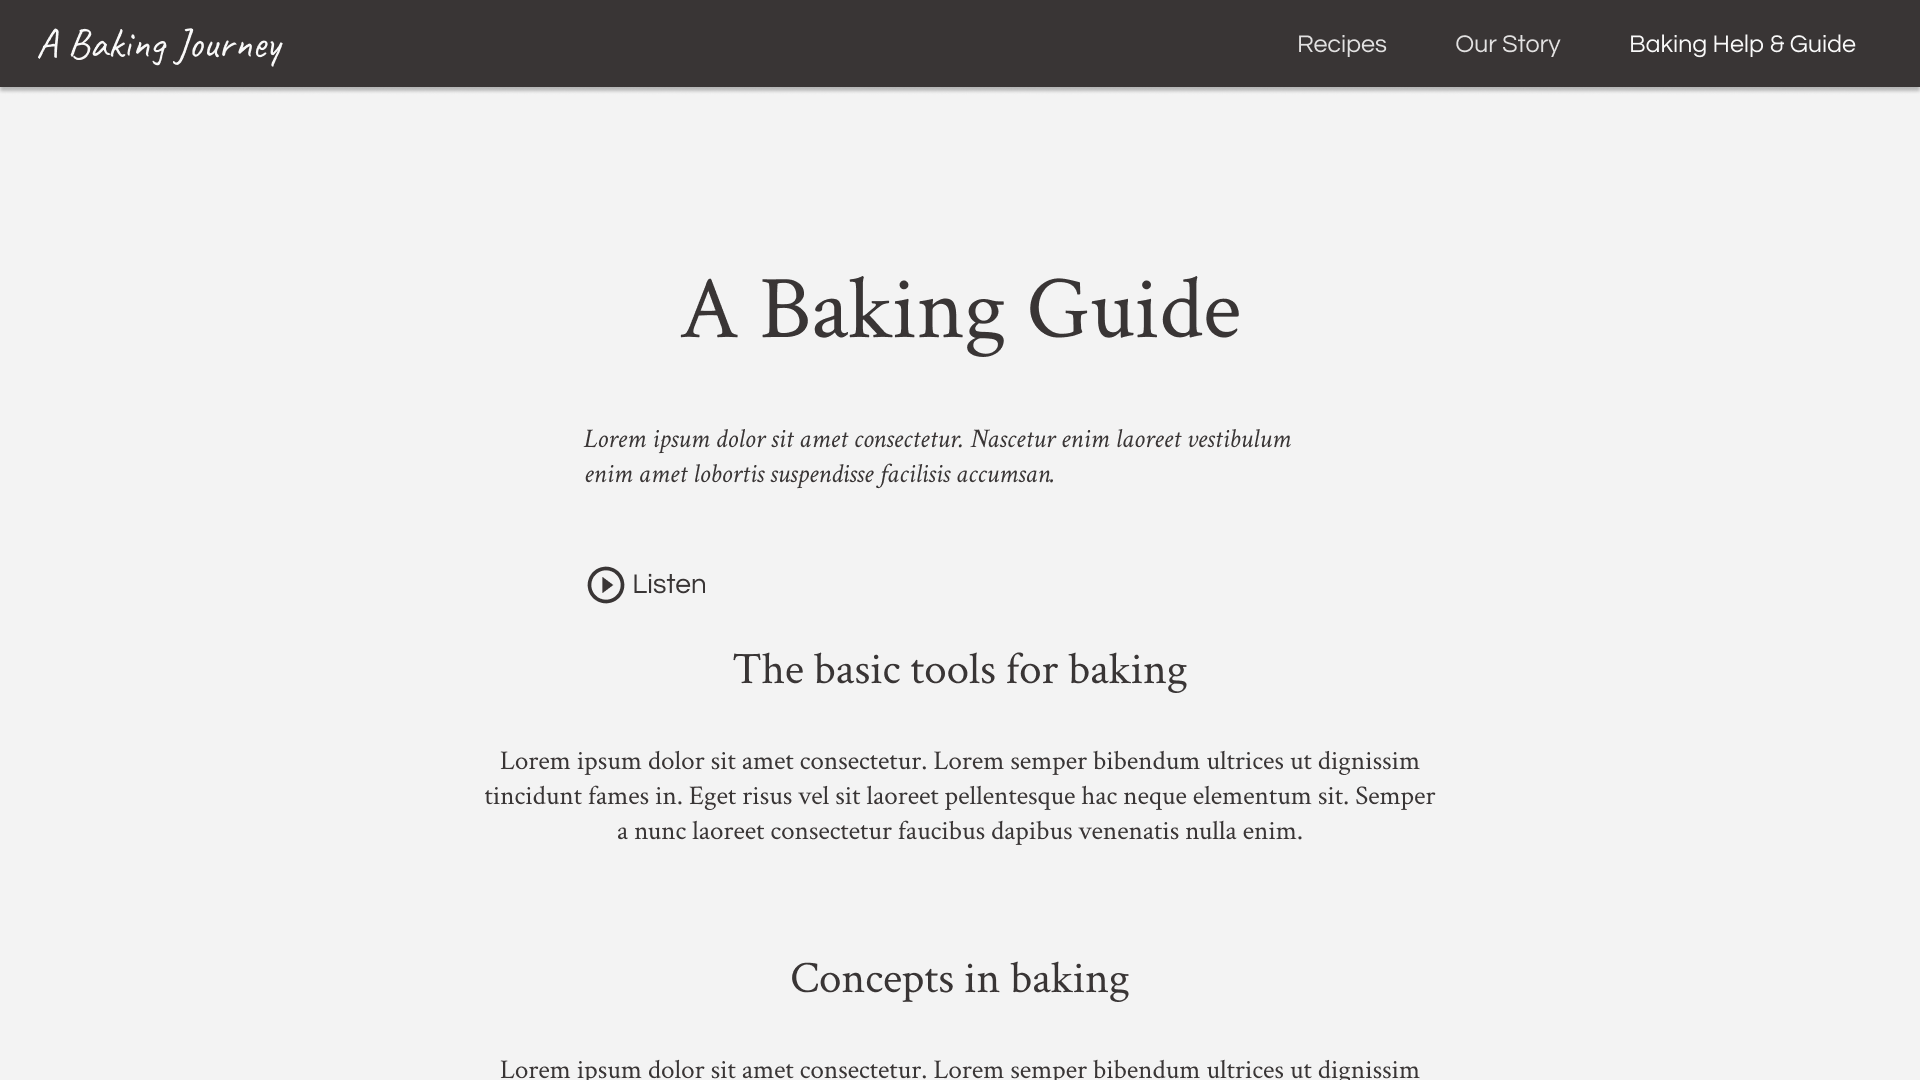 A Baking Journey
Recipes
Our Story
Baking Help & Guide
A Baking Guide
Lorem ipsum dolor sit amet consectetur. Nascetur enim laoreet vestibulum
enim amet lobortis suspendisse facilisis accumsan.
Listen
The basic tools for baking
Lorem ipsum dolor sit amet consectetur. Lorem semper bibendum ultrices ut dignissim
tincidunt fames in. Eget risus vel sit laoreet pellentesque hac neque elementum sit. Semper
a nunc laoreet consectetur faucibus dapibus venenatis nulla enim.
Concepts in baking
Lorem ipsum dolor sit amet consectetur. Lorem semper bibendum ultrices ut dignissim